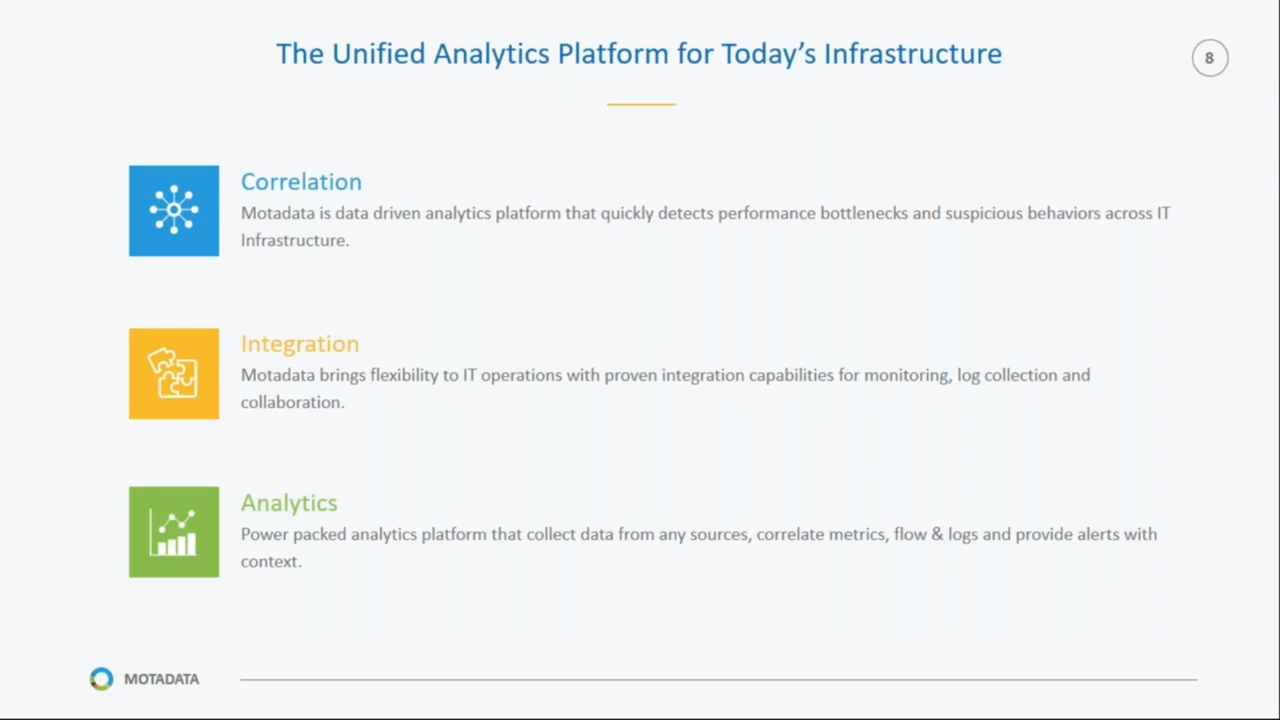 The Unified Analytics Platform for Today’s Infrastructure
8
Correlation
Motadata is data driven analytics platform that quickly detects performance bottlenecks and suspicious behaviors across IT
Infrastructure.
Integration
Motadata brings flexibility to IT operations with proven integration capabilities for monitoring, log collection and
collaboration.
Analytics
Power packed analytics platform that collect data from any sources, correlate metrics, flow & logs and provide alerts with
context.
MOTADATA